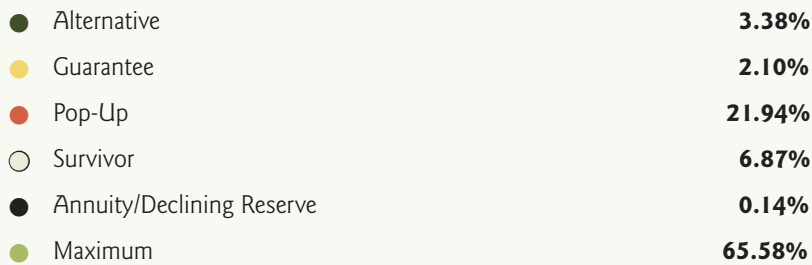 Alternative 3.38%
Guarantee 2.10%
Pop-Up 21.94%
Survivor 6.87%
Annuity/Declining Reserve 0.14%
Maximum 65.58%